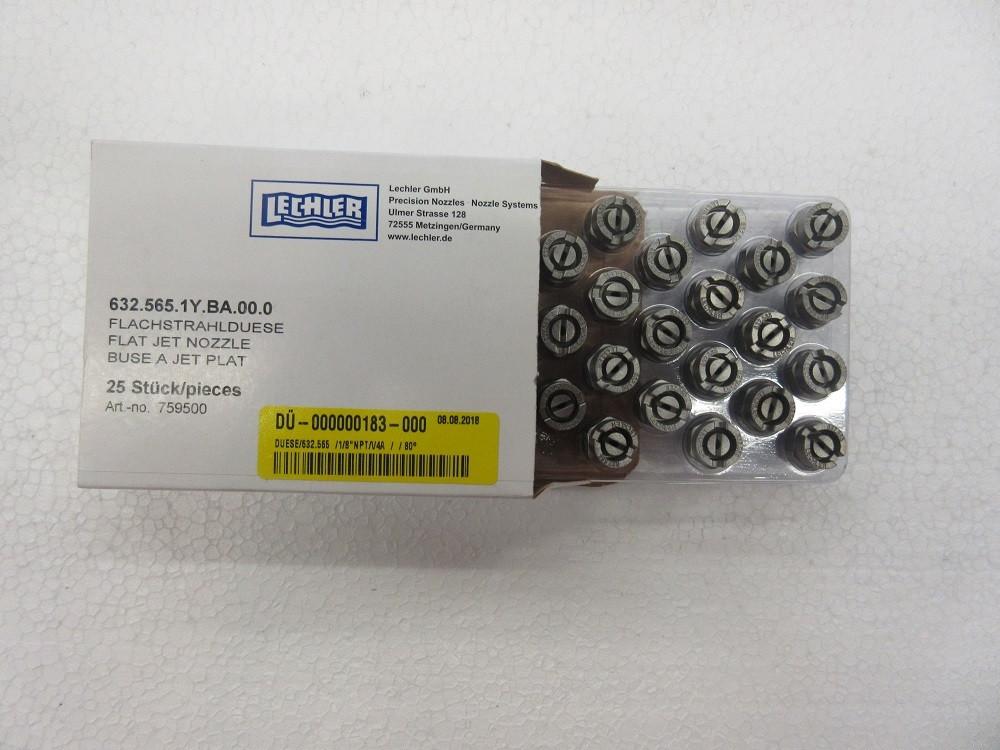 LECHLER
Lechler GmbH
Precision Nozzles Nozzle Systems
Ulmer Strasse 128
72555 Metzingen/Germany
www.lechler.de
632.565.1Y.BA.00.0
FLACHSTRAHLDUESE
FLAT JET NOZZLE
BUSE A JET PLAT
25 Stück/pieces
Art.-no. 759500
DÜ-000000183-000 08.08.2018
DUESE/632.565 /1/8"NPT/V4A / / 80°